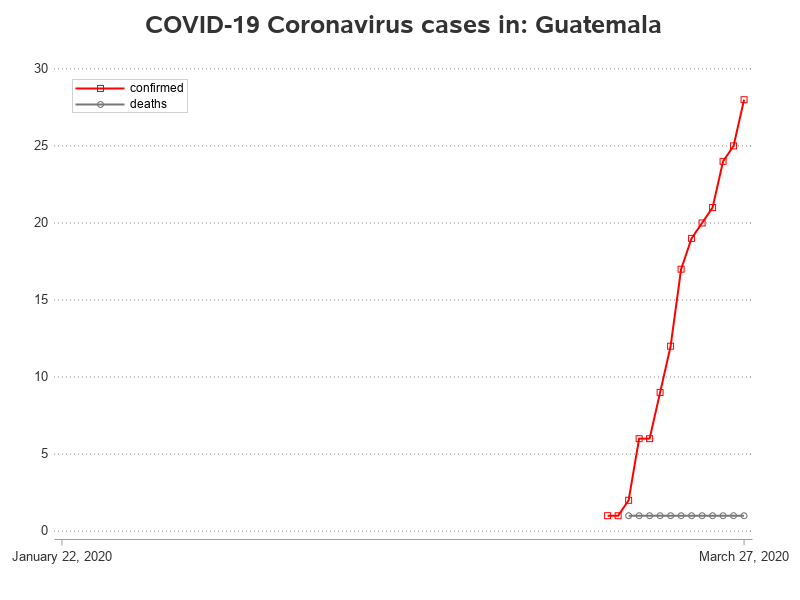 COVID-19 Coronavirus cases in: Guatemala
30
confirmed
deaths
25
20
15
10
5
0
January 22, 2020
March 27, 2020